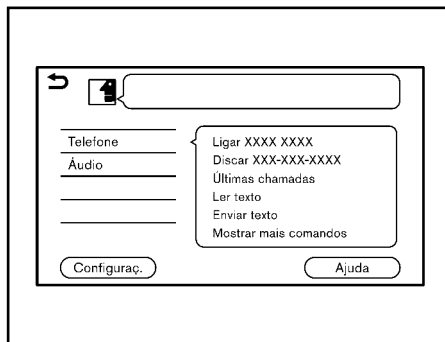 Telefone
Áudio
Ligar XXXX XXXX
Discar XXX-XXX-XXXX
Últimas chamadas
Ler texto
Enviar texto
Mostrar mais comandos
Configuraç.
Ajuda